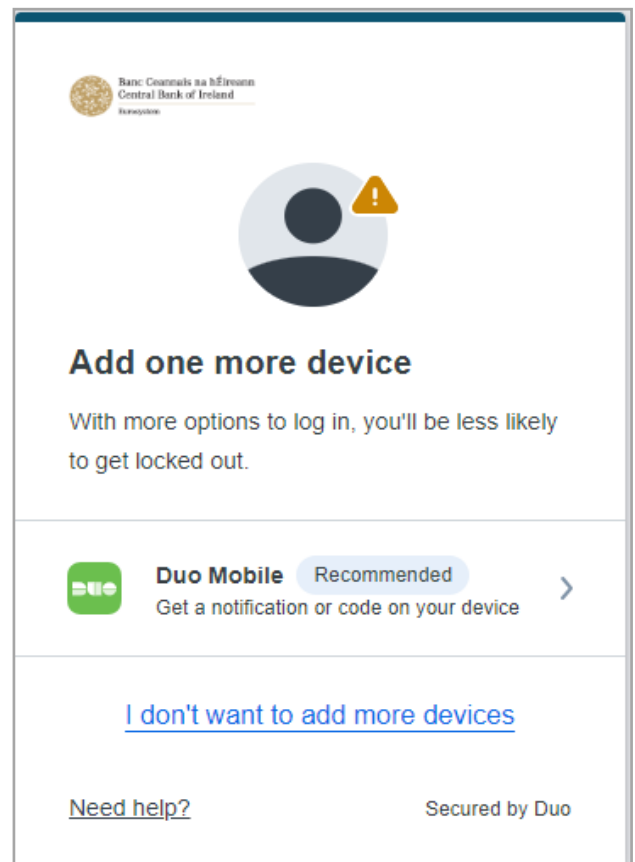 Banc Ceannais na hÉireann
Central Bank of Ireland
Eurosystem
Add one more device
With more options to log in, you'll be less likely
to get locked out.
DUO
Duo Mobile Recommended
Get a notification or code on your device
I don't want to add more devices
Need help? Secured by Duo